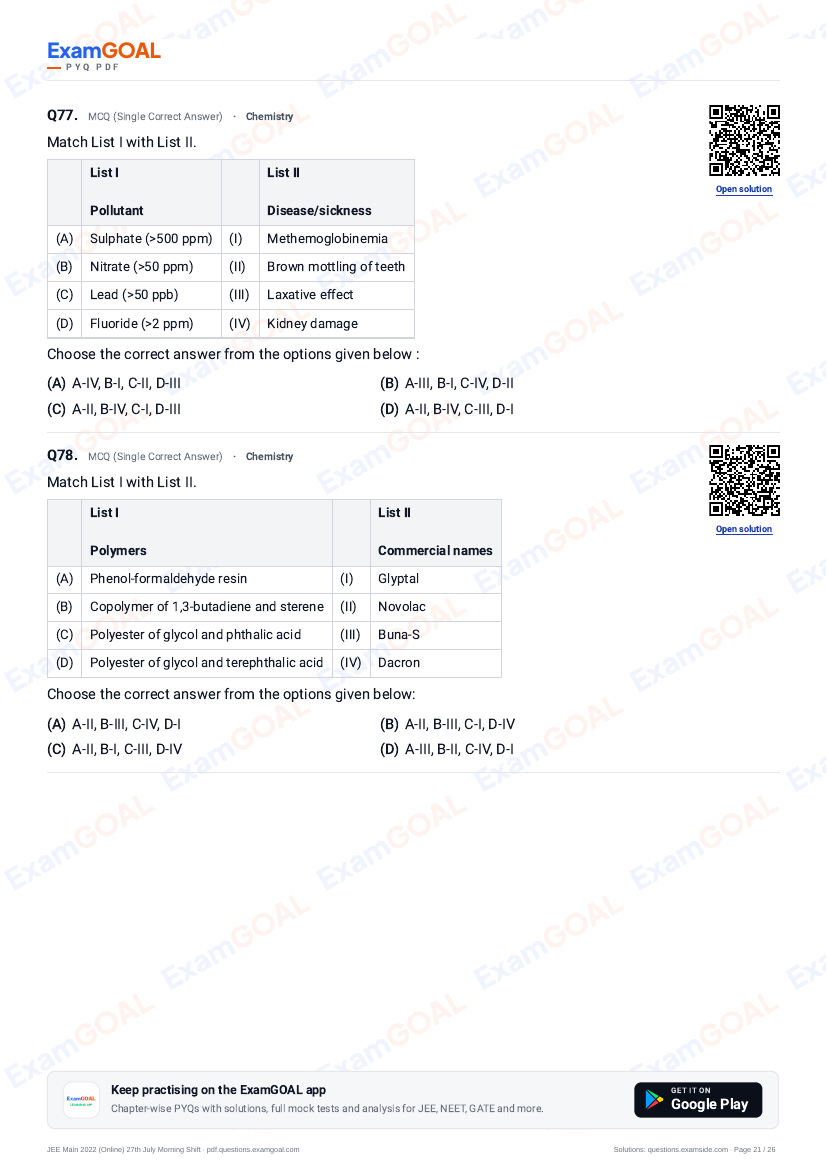 ExamGOAL
PYQ PDF
Q77. MCQ (Single Correct Answer) · Chemistry
Open solution
Match List I with List II.
List I List II
Pollutant Disease/sickness
(A) Sulphate (>500 ppm) (I) Methemoglobinemia
(B) Nitrate (>50 ppm) (II) Brown mottling of teeth
(C) Lead (>50 ppb) (III) Laxative effect
(D) Fluoride (>2 ppm) (IV) Kidney damage
Choose the correct answer from the options given below :
(A) A-IV, B-I, C-II, D-III (B) A-III, B-I, C-IV, D-II
(C) A-II, B-IV, C-I, D-III (D) A-II, B-IV, C-III, D-I
Q78. MCQ (Single Correct Answer) · Chemistry
Open solution
Match List I with List II.
List I List II
Polymers Commercial names
(A) Phenol-formaldehyde resin (I) Glyptal
(B) Copolymer of 1,3-butadiene and sterene (II) Novolac
(C) Polyester of glycol and phthalic acid (III) Buna-S
(D) Polyester of glycol and terephthalic acid (IV) Dacron
Choose the correct answer from the options given below:
(A) A-II, B-III, C-IV, D-I (B) A-II, B-III, C-I, D-IV
(C) A-II, B-I, C-III, D-IV (D) A-III, B-II, C-IV, D-I
ExamGOAL
Keep practising on the ExamGOAL app
Chapter-wise PYQs with solutions, full mock tests and analysis for JEE, NEET, GATE and more.
GET IT ON
Google Play
JEE Main 2022 (Online) 27th July Morning Shift · pdf.questions.examgoal.com Solutions: questions.examside.com · Page 21 / 26